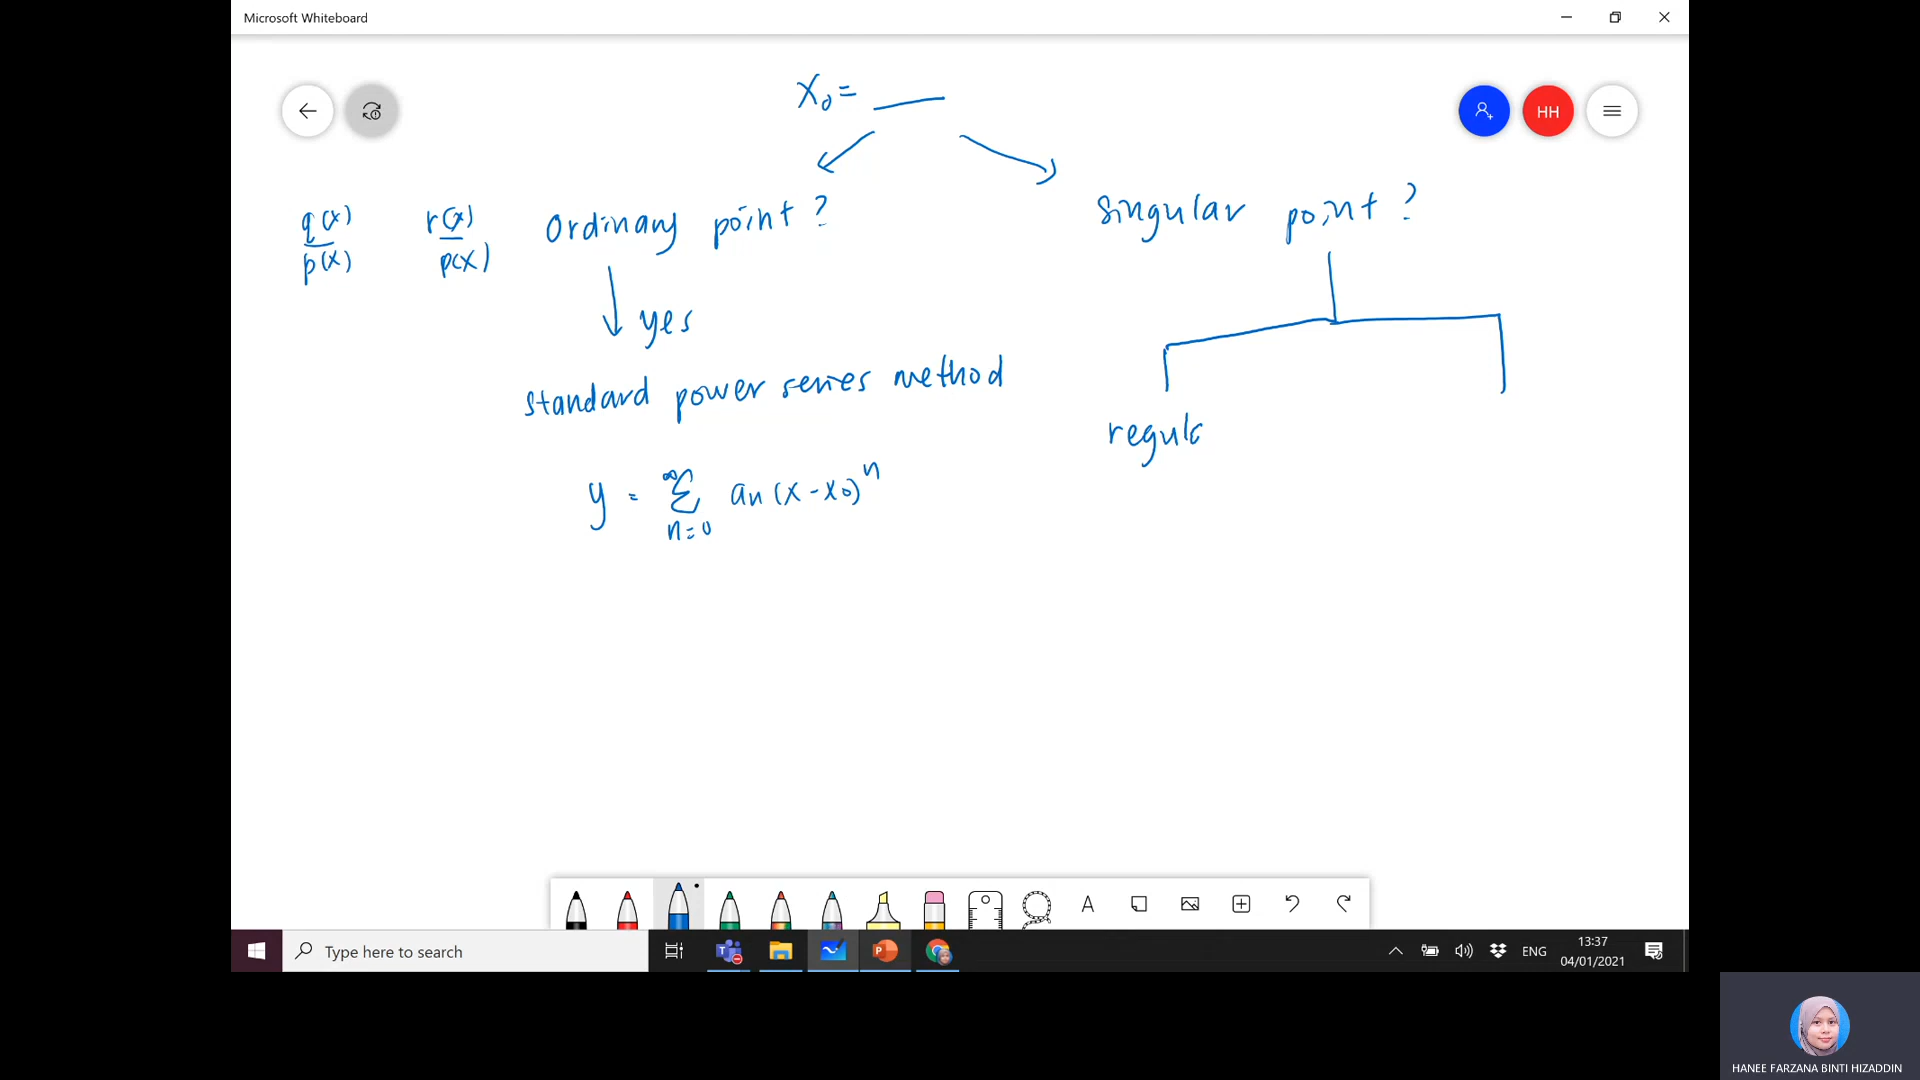 Microsoft Whiteboard
x₀ = ___
HH
q(x)/p(x) r(x)/p(x)
Ordinary point ?
Singular point ?
yes
standard power series method
regula
y = ∞Σn=0 an (x - x0)^n
A
Type here to search
ENG
13:37
04/01/2021
HANEE FARZANA BINTI HIZADDIN